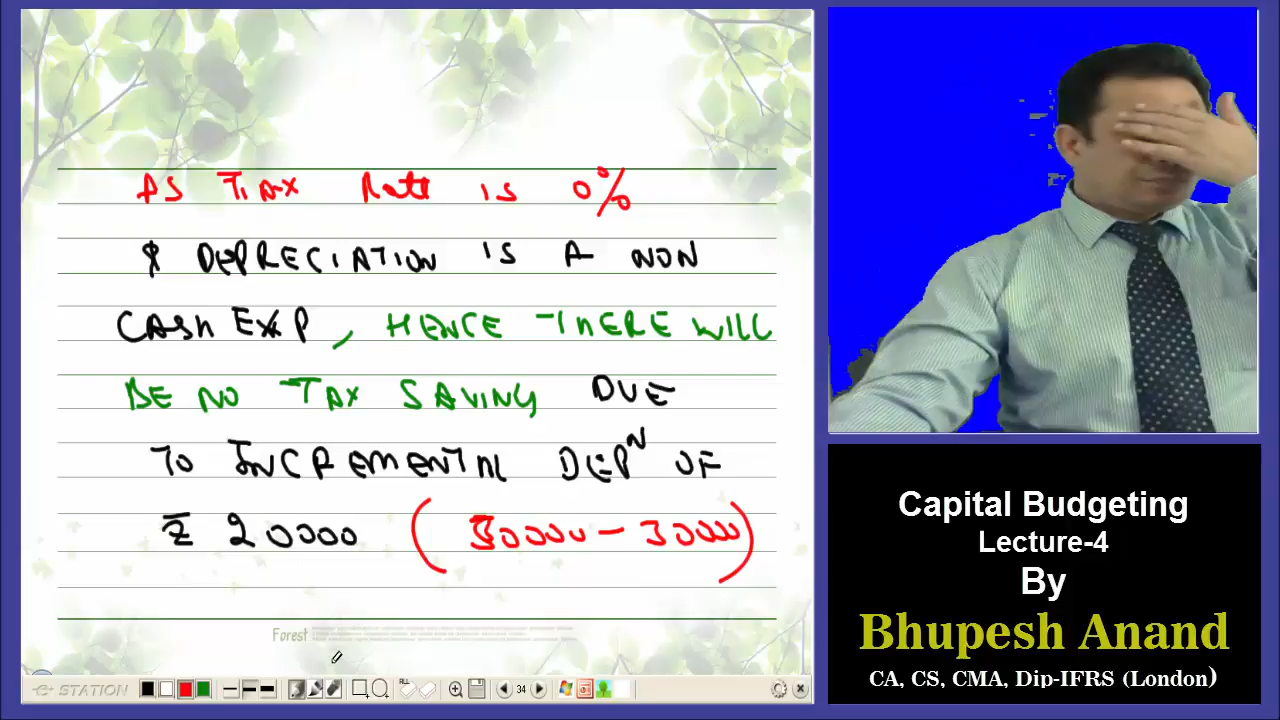 AS TAX Rate is 0%
& DEPRECIATION IS A NON
CASH EXP, HENCE THERE WILL
BE NO TAX SAVING DUE
TO INCREMENTAL DEPN OF
₹ 20000 (50000 - 30000)
Forest
e-STATION
34
Capital Budgeting
Lecture-4
By
Bhupesh Anand
CA, CS, CMA, Dip-IFRS (London)